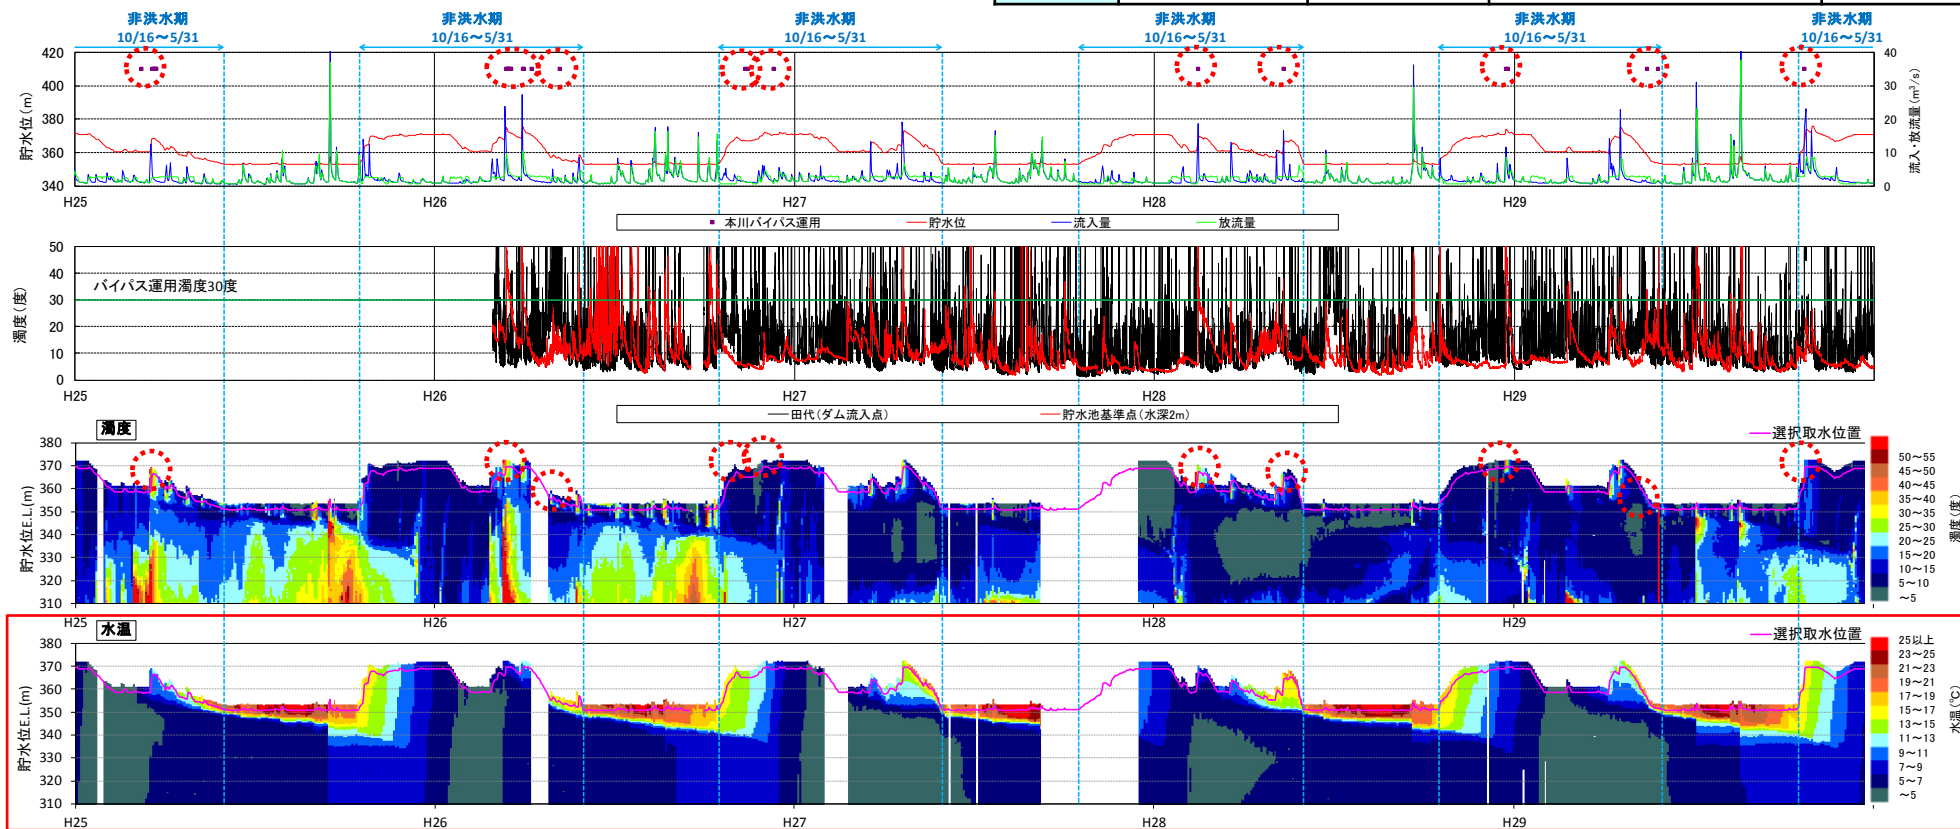 非洪水期 非洪水期 非洪水期 非洪水期 非洪水期 非洪水期
10/16～5/31 10/16～5/31 10/16～5/31 10/16～5/31 10/16～5/31 10/16～5/31
貯水位(m)
420
400
380
360
340
流入・放流量(m³/s)
40
30
20
10
0
H25 H26 H27 H28 H29
本川バイパス運用 貯水位 流入量 放流量
濁度(度)
50
40
30
20
10
0
バイパス運用濁度30度
H25 H26 H27 H28 H29
田代(ダム流入点) 貯水池基準点(水深2m)
濁度
選択取水位置
貯水位E.L.(m)
380
370
360
350
340
330
320
310
50～55
45～50
40～45
35～40
30～35
25～30
20～25
15～20
10～15
5～10
～5
濁度(度)
H25 H26 H27 H28 H29
水温
選択取水位置
貯水位E.L.(m)
380
370
360
350
340
330
320
310
25以上
23～25
21～23
19～21
17～19
15～17
13～15
11～13
9～11
7～9
5～7
～5
水温(℃)
H25 H26 H27 H28 H29